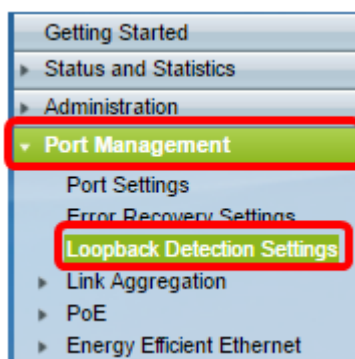 Getting Started
Status and Statistics
Administration
Port Management
Port Settings
Error Recovery Settings
Loopback Detection Settings
Link Aggregation
PoE
Energy Efficient Ethernet